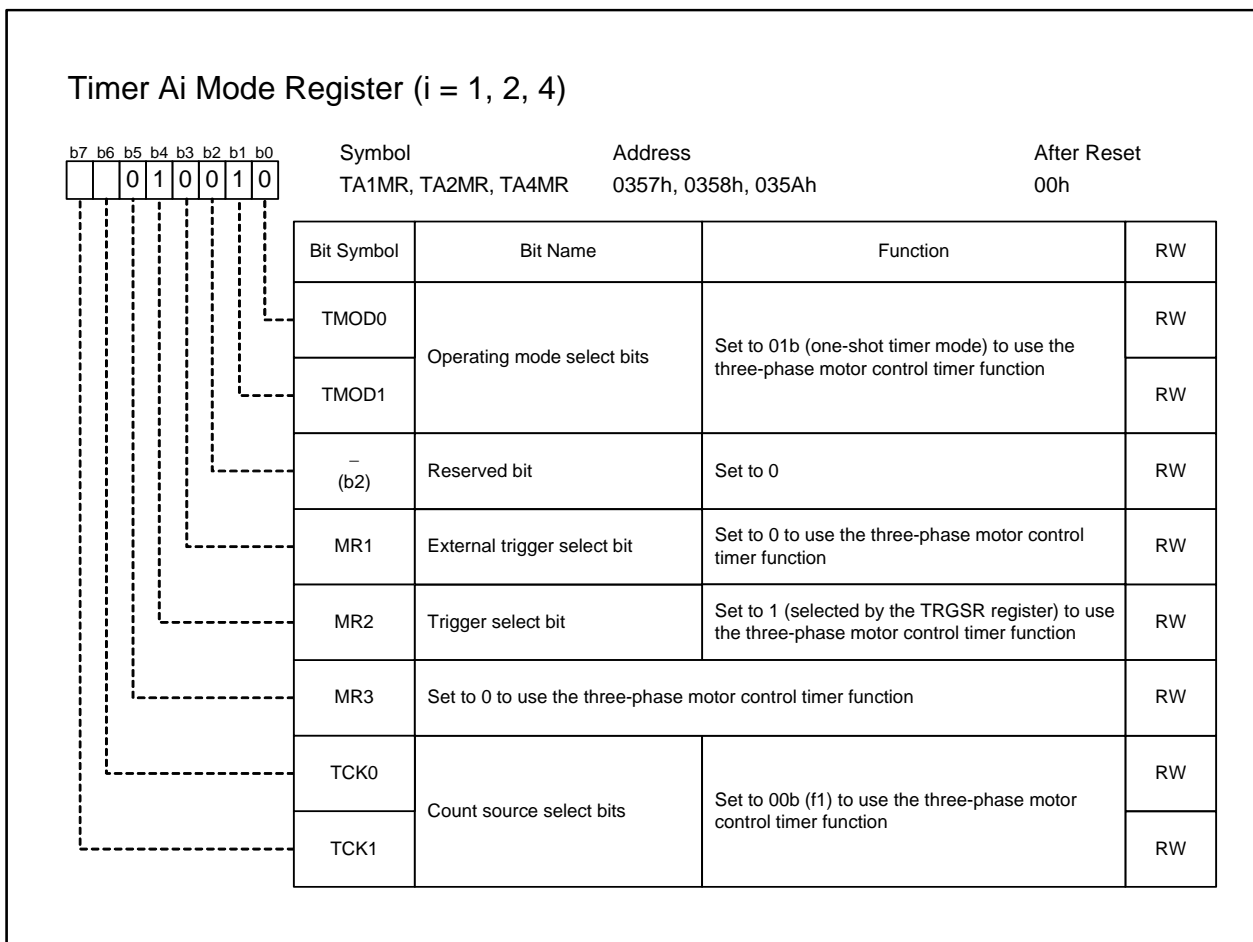 Timer Ai Mode Register (i = 1, 2, 4)
b7 b6 b5 b4 b3 b2 b1 b0
0 1 0 0 1 0
Symbol Address After Reset
TA1MR, TA2MR, TA4MR 0357h, 0358h, 035Ah 00h
Bit Symbol Bit Name Function RW
TMOD0 RW
Operating mode select bits
Set to 01b (one-shot timer mode) to use the
three-phase motor control timer function
TMOD1 RW
–
(b2)
Reserved bit Set to 0 RW
MR1 External trigger select bit
Set to 0 to use the three-phase motor control
timer function
RW
MR2 Trigger select bit
Set to 1 (selected by the TRGSR register) to use
the three-phase motor control timer function
RW
MR3 Set to 0 to use the three-phase motor control timer function RW
TCK0 RW
Count source select bits
Set to 00b (f1) to use the three-phase motor
control timer function
TCK1 RW